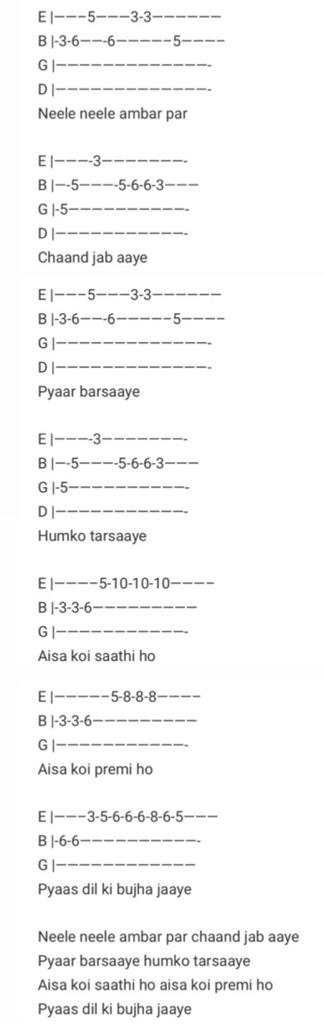 E |–––5–––3-3––––––
B |-3-6––-6–––––5––––
G |––––––––––––––-
D |––––––––––––––-
Neele neele ambar par
E |–––-3–––––––-
B |–-5–––-5-6-6-3–––
G |-5–––––––––––-
D |––––––––––––-
Chaand jab aaye
E |–––5–––3-3––––––
B |-3-6––-6–––––5––––
G |––––––––––––––-
D |––––––––––––––-
Pyaar barsaaye
E |–––-3–––––––-
B |–-5–––-5-6-6-3–––
G |-5–––––––––––-
D |––––––––––––-
Humko tarsaaye
E |––––5-10-10-10––––
B |-3-3-6––––––––––
G |––––––––––––-
Aisa koi saathi ho
E |–––––5-8-8-8––––
B |-3-3-6––––––––––
G |––––––––––––-
Aisa koi premi ho
E |–––3-5-6-6-6-8-6-5–––
B |-6-6–––––––––––-
G |–––––––––––––
Pyaas dil ki bujha jaaye
Neele neele ambar par chaand jab aaye
Pyaar barsaaye humko tarsaaye
Aisa koi saathi ho aisa koi premi ho
Pyaas dil ki bujha jaaye